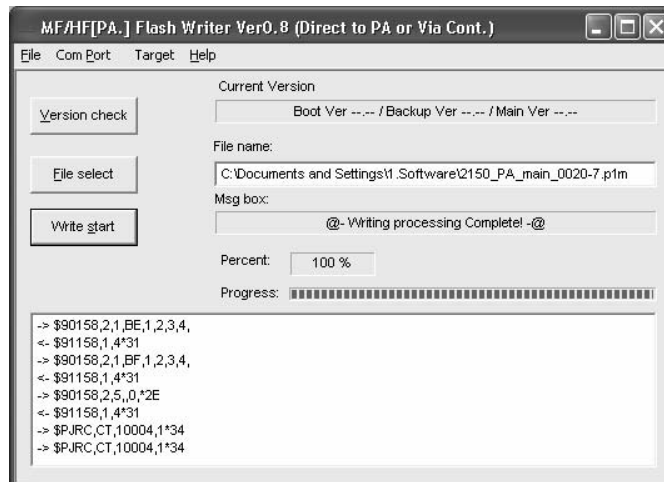 MF/HF[PA.] Flash Writer Ver0.8 (Direct to PA or Via Cont.)
File Com Port Target Help
Current Version
Version check
Boot Ver --.-- / Backup Ver --.-- / Main Ver --.--
File name:
File select
C:\Documents and Settings\1.Software\2150_PA_main_0020-7.p1m
Msg box:
Write start
@- Writing processing Complete! -@
Percent: 100 %
Progress:
-> $90158,2,1,BE,1,2,3,4,
<- $91158,1,4*31
-> $90158,2,1,BF,1,2,3,4,
<- $91158,1,4*31
-> $90158,2,5,,0,*2E
<- $91158,1,4*31
-> $PJRC,CT,10004,1*34
-> $PJRC,CT,10004,1*34